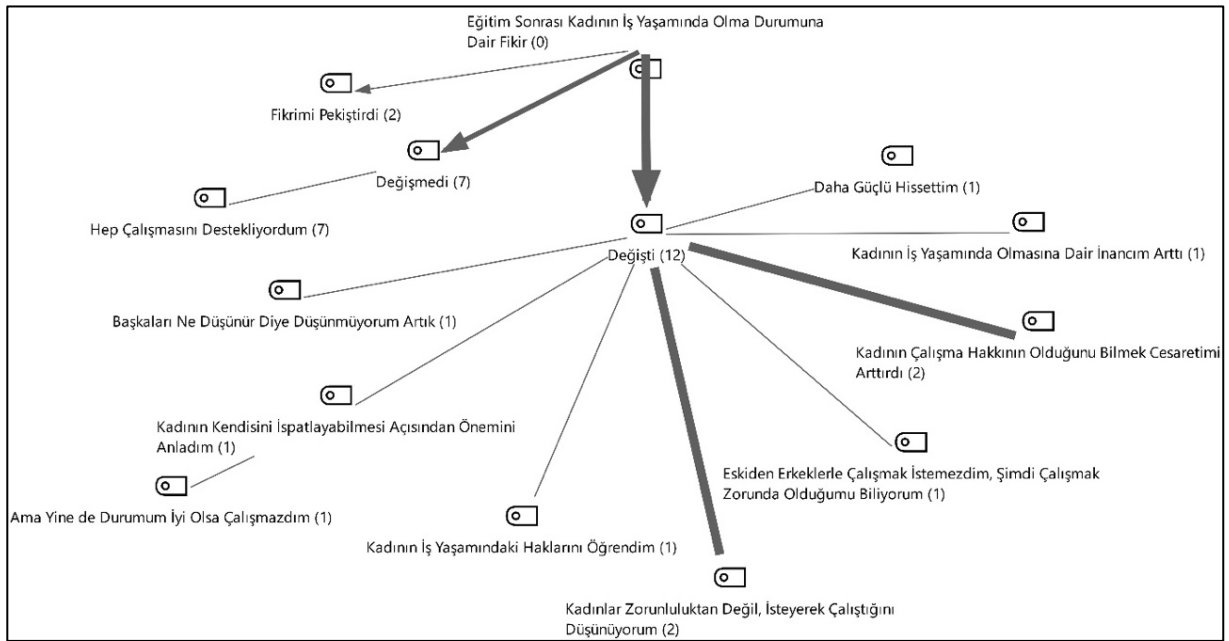 Eğitim Sonrası Kadının İş Yaşamında Olma Durumuna
Dair Fikir (0)
Fikrimi Pekiştirdi (2)
Değişmedi (7)
Daha Güçlü Hissettim (1)
Hep Çalışmasını Destekliyordum (7)
Değişti (12)
Kadının İş Yaşamında Olmasına Dair İnancım Arttı (1)
Başkaları Ne Düşünür Diye Düşünmüyorum Artık (1)
Kadının Çalışma Hakkının Olduğunu Bilmek Cesaretimi
Arttırdı (2)
Kadının Kendisini İspatlayabilmesi Açısından Önemini
Anladım (1)
Eskiden Erkeklerle Çalışmak İstemezdim, Şimdi Çalışmak
Zorunda Olduğumu Biliyorum (1)
Ama Yine de Durumum İyi Olsa Çalışmazdım (1)
Kadının İş Yaşamındaki Haklarını Öğrendim (1)
Kadınlar Zorunluluktan Değil, İsteyerek Çalıştığını
Düşünüyorum (2)